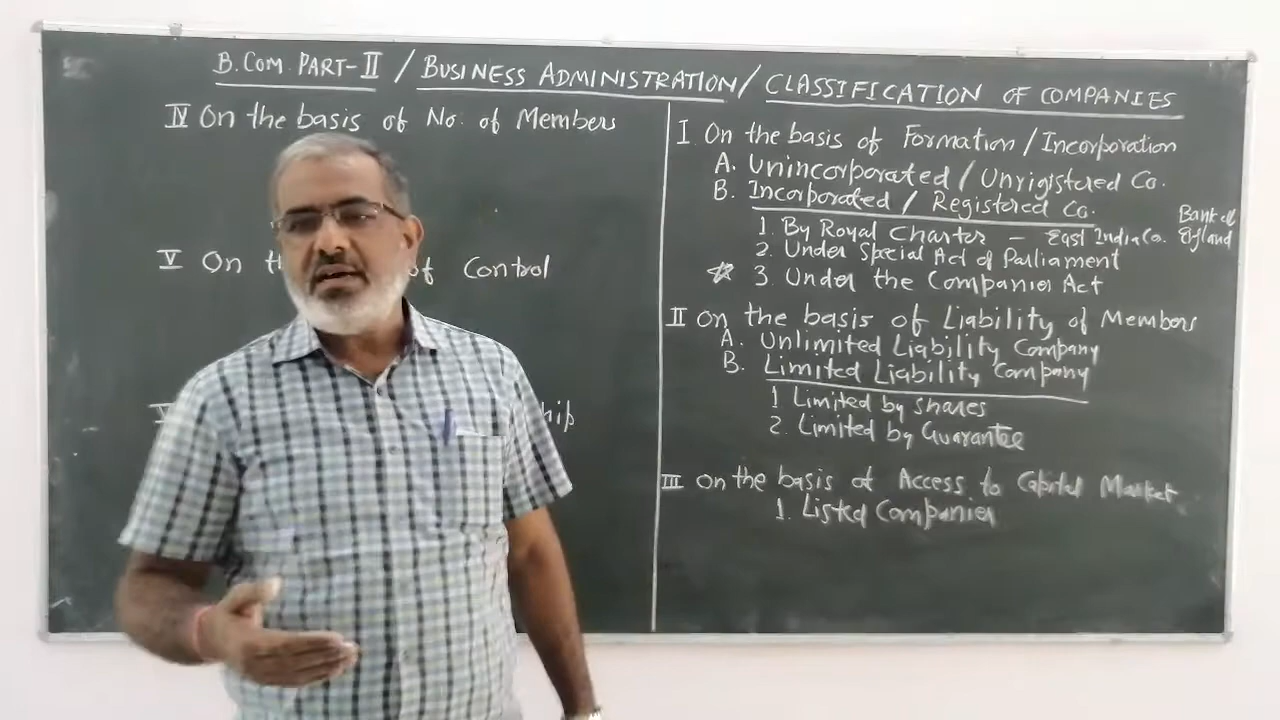 B.COM. PART-II / BUSINESS ADMINISTRATION / CLASSIFICATION OF COMPANIES
IV On the basis of No. of Members
V On th of Control
hip
I On the basis of Formation / Incorporation
A. Unincorporated / Unrigistered Co.
B. Incorporated / Registered Co.
1. By Royal Charter – East India Co. Bank of England
2. Under Special Act of Parliament
3. Under the Companies Act
II On the basis of Liability of Members
A. Unlimited Liability Company
B. Limited Liability Company
1 Limited by shares
2. Limited by Guarantee
III On the basis of Access to Capital Market
1. Listed Companies